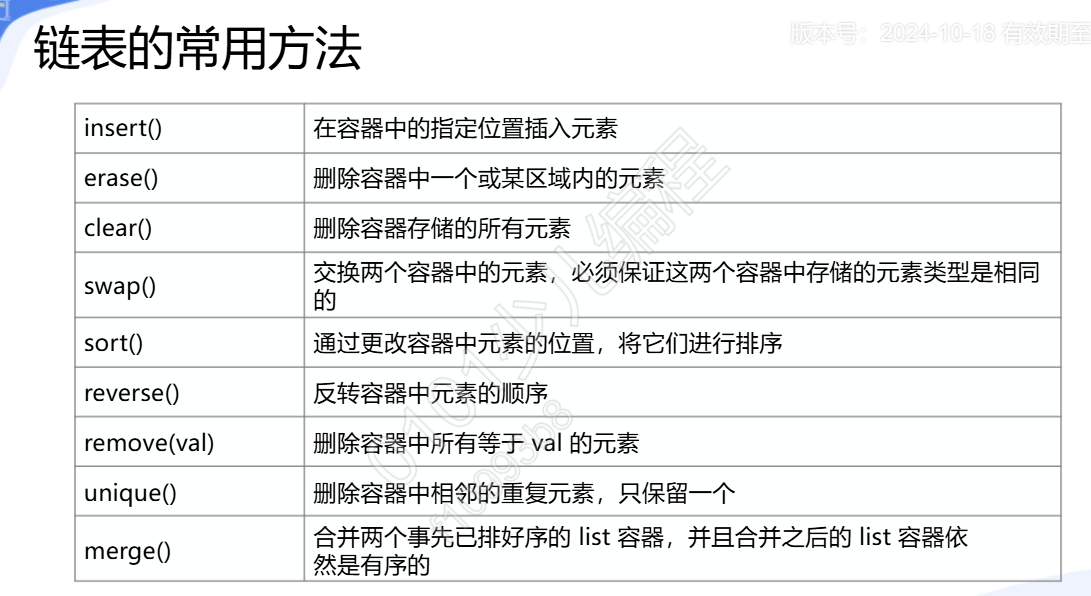 链表的常用方法
版本号：2024-10-18 有效期至
insert()
在容器中的指定位置插入元素
erase()
删除容器中一个或某区域内的元素
clear()
删除容器存储的所有元素
swap()
交换两个容器中的元素，必须保证这两个容器中存储的元素类型是相同
的
sort()
通过更改容器中元素的位置，将它们进行排序
reverse()
反转容器中元素的顺序
remove(val)
删除容器中所有等于 val 的元素
unique()
删除容器中相邻的重复元素，只保留一个
merge()
合并两个事先已排好序的 list 容器，并且合并之后的 list 容器依
然是有序的
0101少儿编程